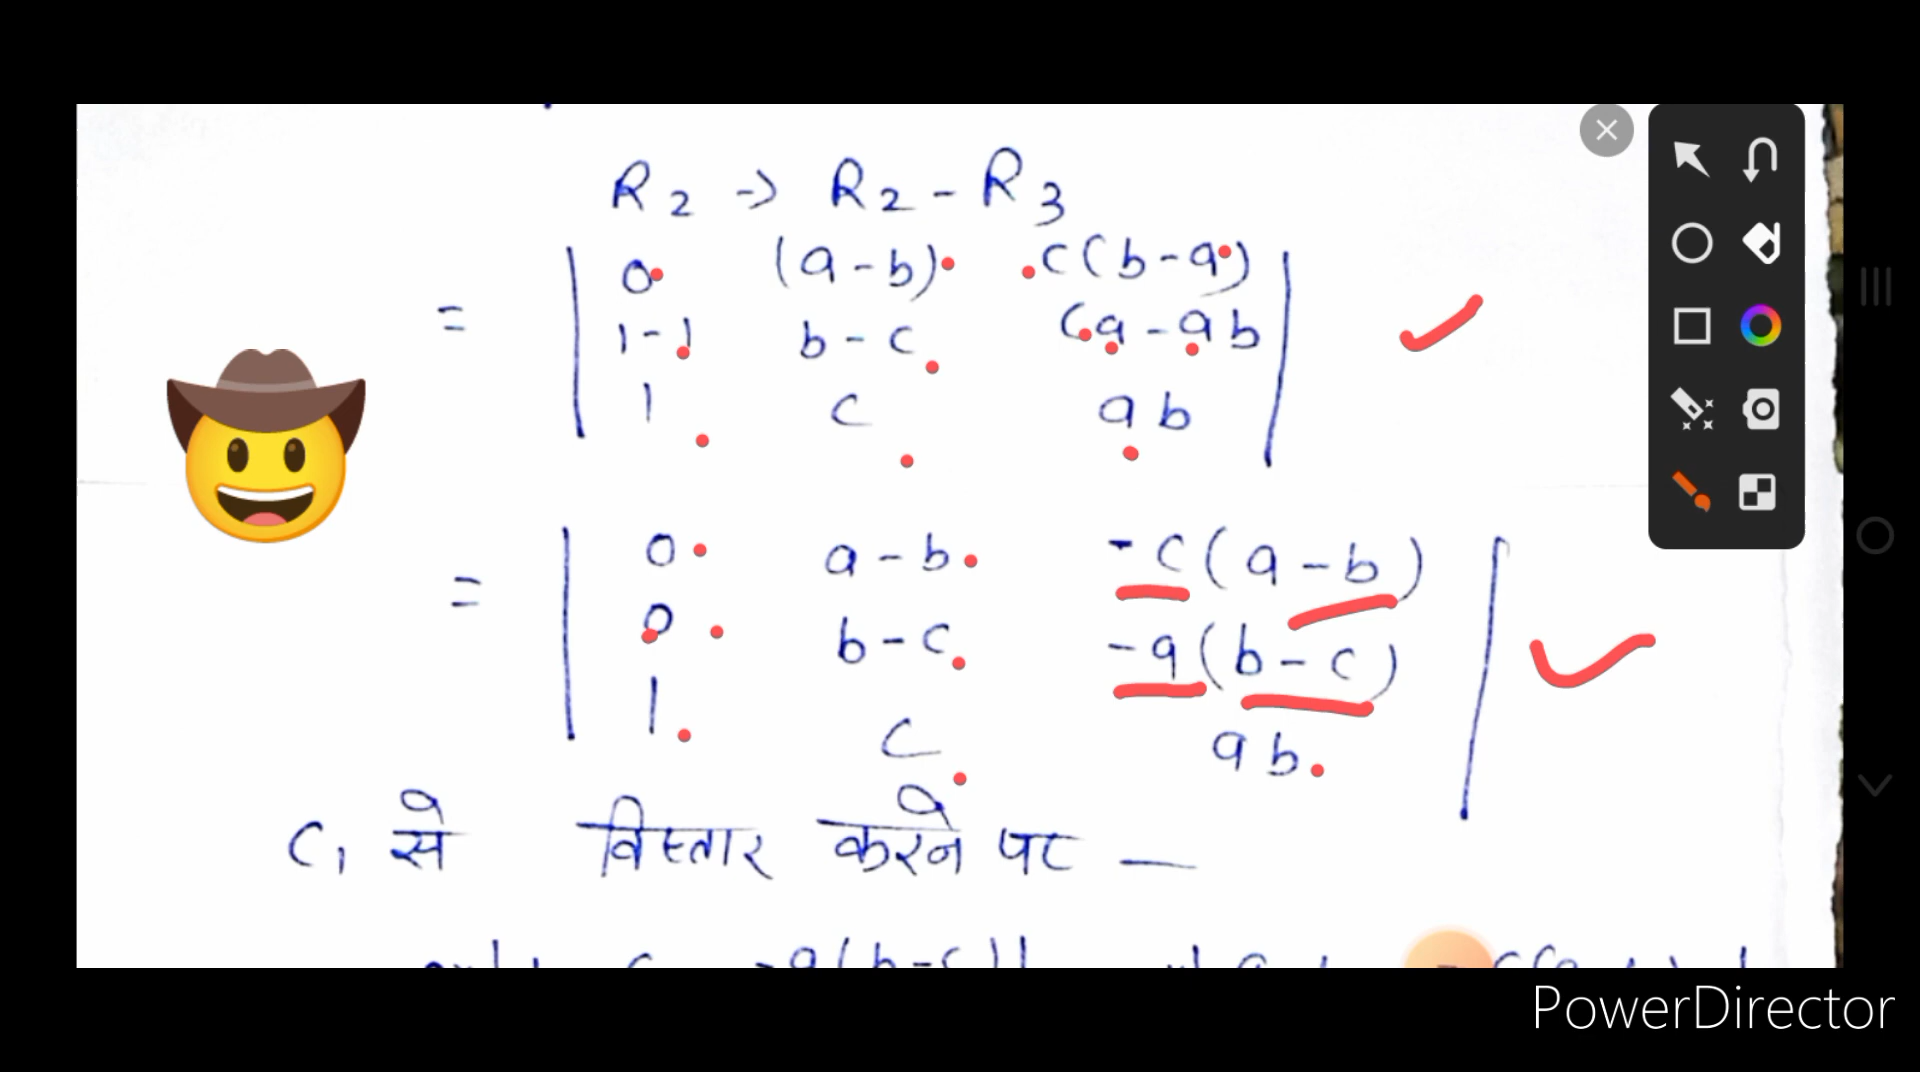 R2 -> R2 - R3
= | 0 (a-b) c(b-a) |
| 1-1 b-c ca-ab |
| 1 c ab |
= | 0 a-b -c(a-b) |
| 0 b-c -a(b-c) |
| 1 c ab |
C1 से विस्तार करने पर —
-a(b-c)
PowerDirector